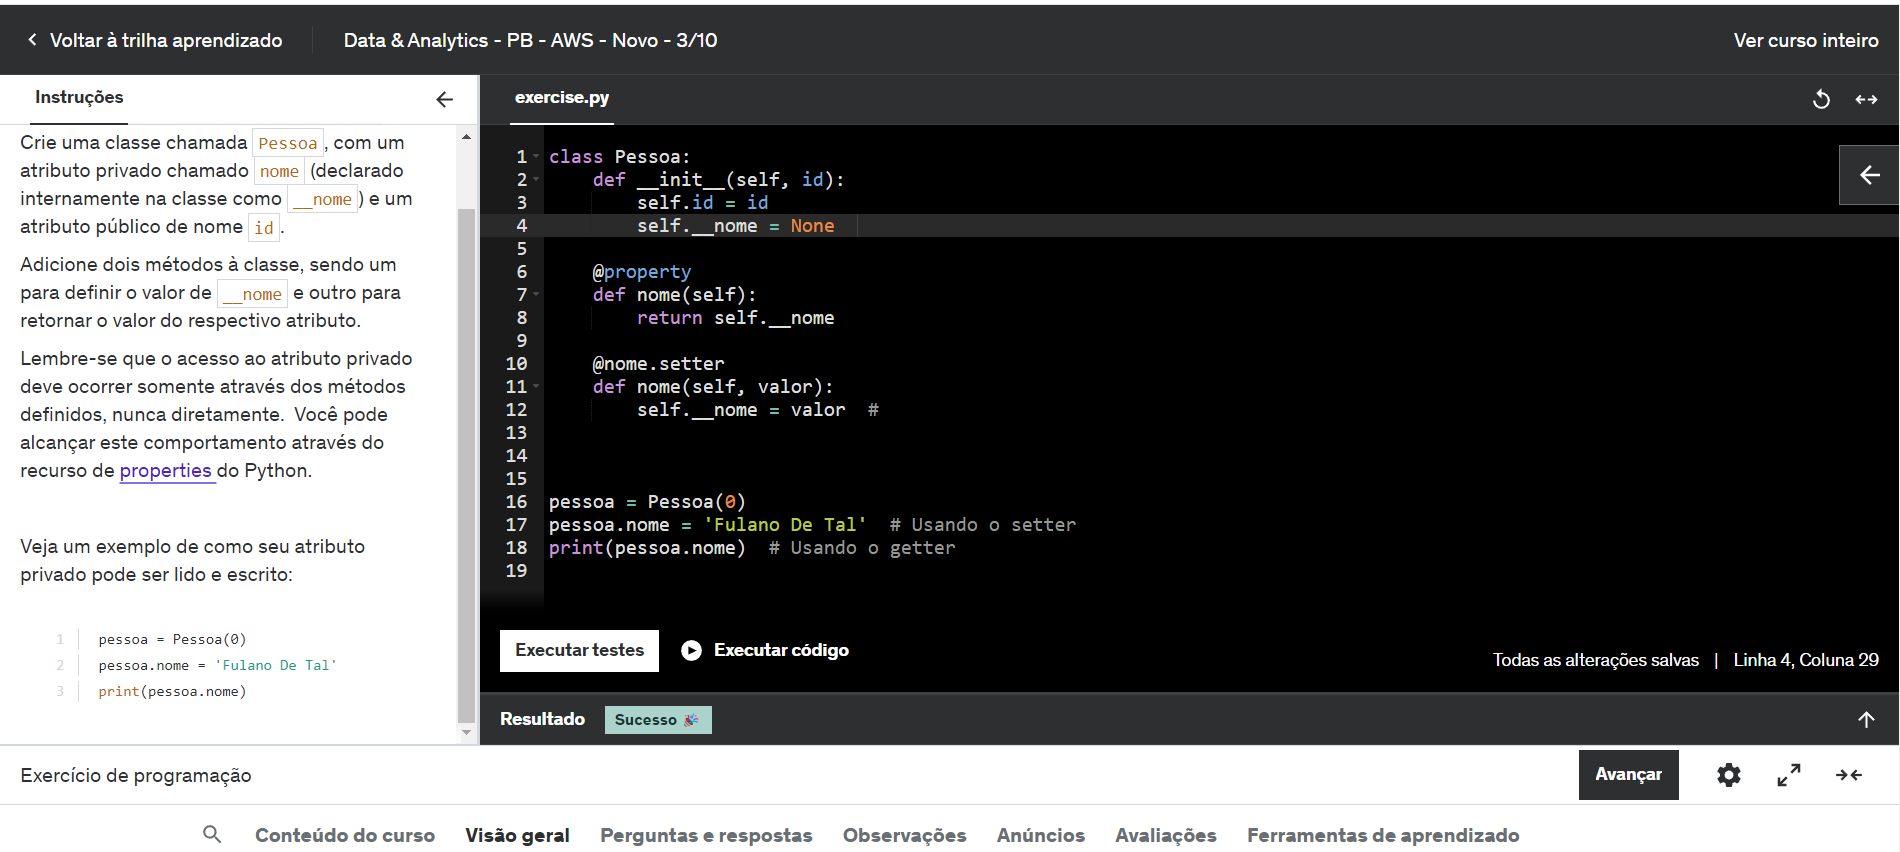 Voltar à trilha aprendizado
Data & Analytics - PB - AWS - Novo - 3/10
Ver curso inteiro
Instruções
Crie uma classe chamada Pessoa, com um
atributo privado chamado nome (declarado
internamente na classe como __nome) e um
atributo público de nome id.
Adicione dois métodos à classe, sendo um
para definir o valor de __nome e outro para
retornar o valor do respectivo atributo.
Lembre-se que o acesso ao atributo privado
deve ocorrer somente através dos métodos
definidos, nunca diretamente. Você pode
alcançar este comportamento através do
recurso de properties do Python.
Veja um exemplo de como seu atributo
privado pode ser lido e escrito:
1 pessoa = Pessoa(0)
2 pessoa.nome = 'Fulano De Tal'
3 print(pessoa.nome)
exercise.py
1 class Pessoa:
2     def __init__(self, id):
3         self.id = id
4         self.__nome = None
5
6     @property
7     def nome(self):
8         return self.__nome
9
10     @nome.setter
11     def nome(self, valor):
12         self.__nome = valor  #
13
14
15
16 pessoa = Pessoa(0)
17 pessoa.nome = 'Fulano De Tal'  # Usando o setter
18 print(pessoa.nome)  # Usando o getter
19
Executar testes
Executar código
Todas as alterações salvas | Linha 4, Coluna 29
Resultado
Sucesso 🎉
Exercício de programação
Avançar
Conteúdo do curso
Visão geral
Perguntas e respostas
Observações
Anúncios
Avaliações
Ferramentas de aprendizado